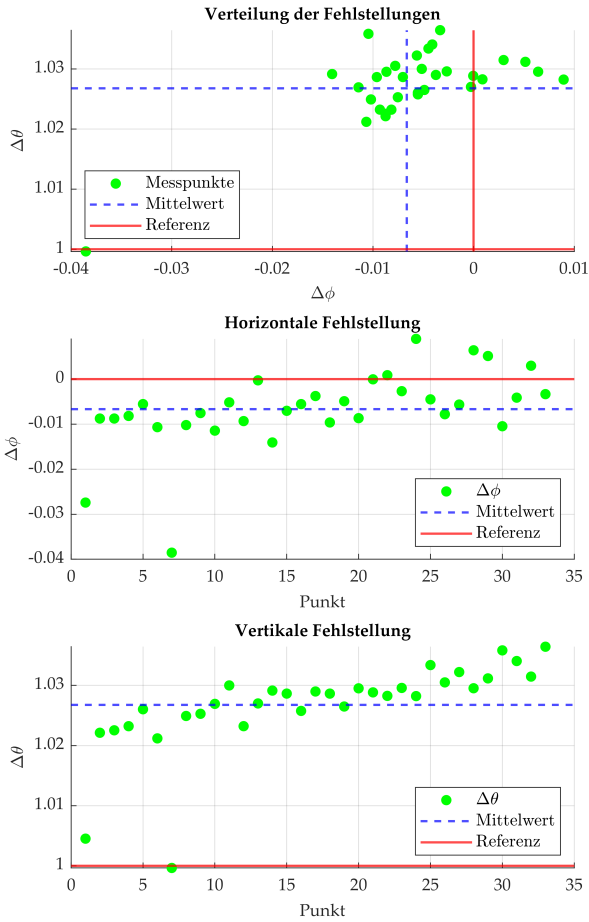 Verteilung der Fehlstellungen
1.03
1.02
1.01
1
Δθ
Messpunkte
Mittelwert
Referenz
-0.04 -0.03 -0.02 -0.01 0 0.01
Δϕ
Horizontale Fehlstellung
0
-0.01
-0.02
-0.03
-0.04
Δϕ
Δϕ
Mittelwert
Referenz
0 5 10 15 20 25 30 35
Punkt
Vertikale Fehlstellung
1.03
1.02
1.01
1
Δθ
Δθ
Mittelwert
Referenz
0 5 10 15 20 25 30 35
Punkt